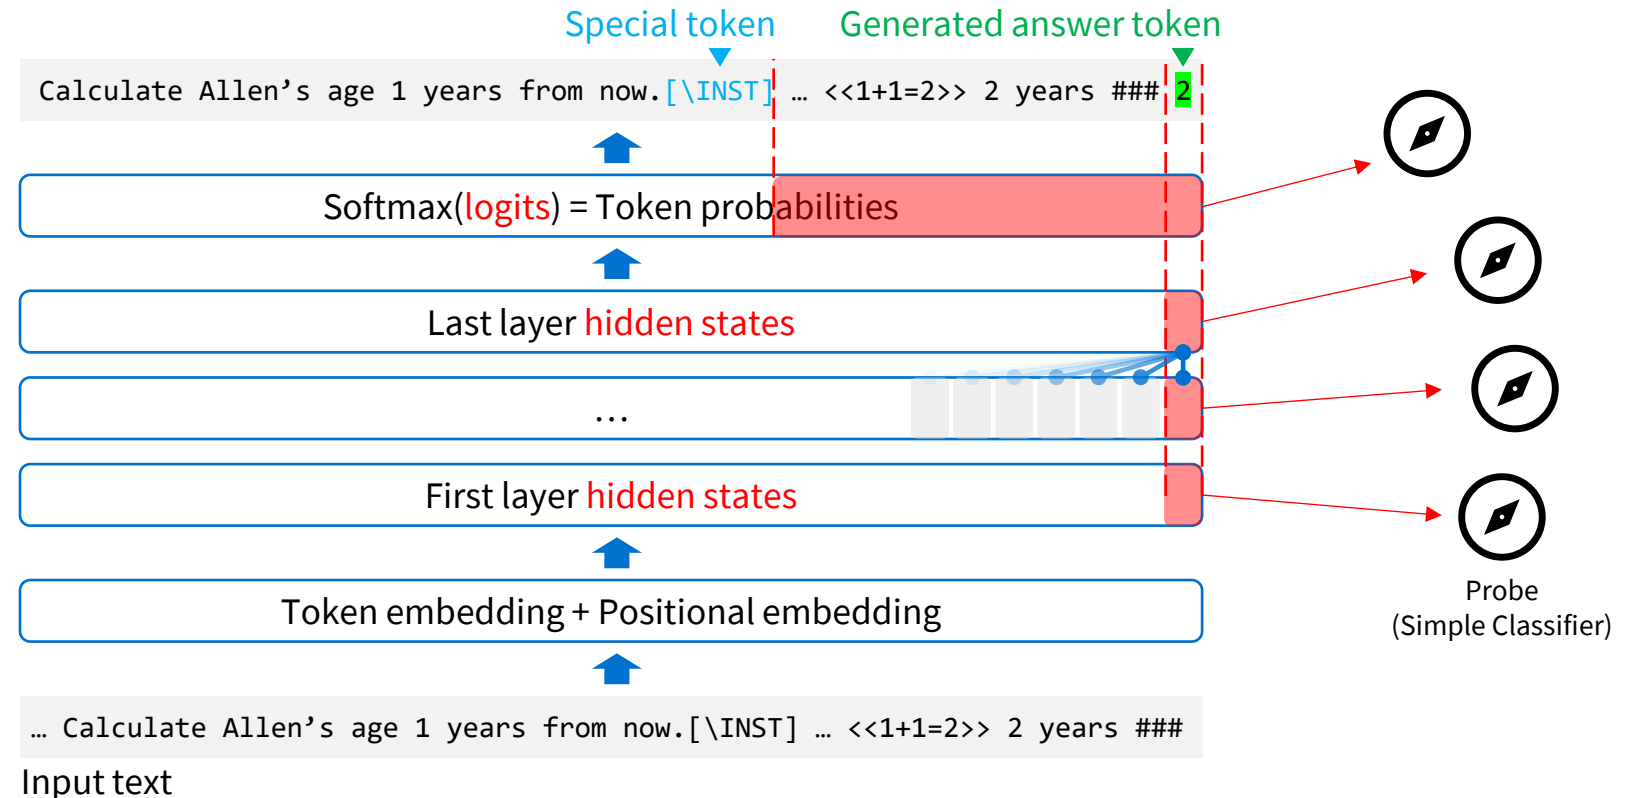 Special token
Generated answer token
Calculate Allen’s age 1 years from now.[\INST] … <<1+1=2>> 2 years ### 2
Softmax(logits) = Token probabilities
Last layer hidden states
…
First layer hidden states
Token embedding + Positional embedding
Probe
(Simple Classifier)
… Calculate Allen’s age 1 years from now.[\INST] … <<1+1=2>> 2 years ###
Input text